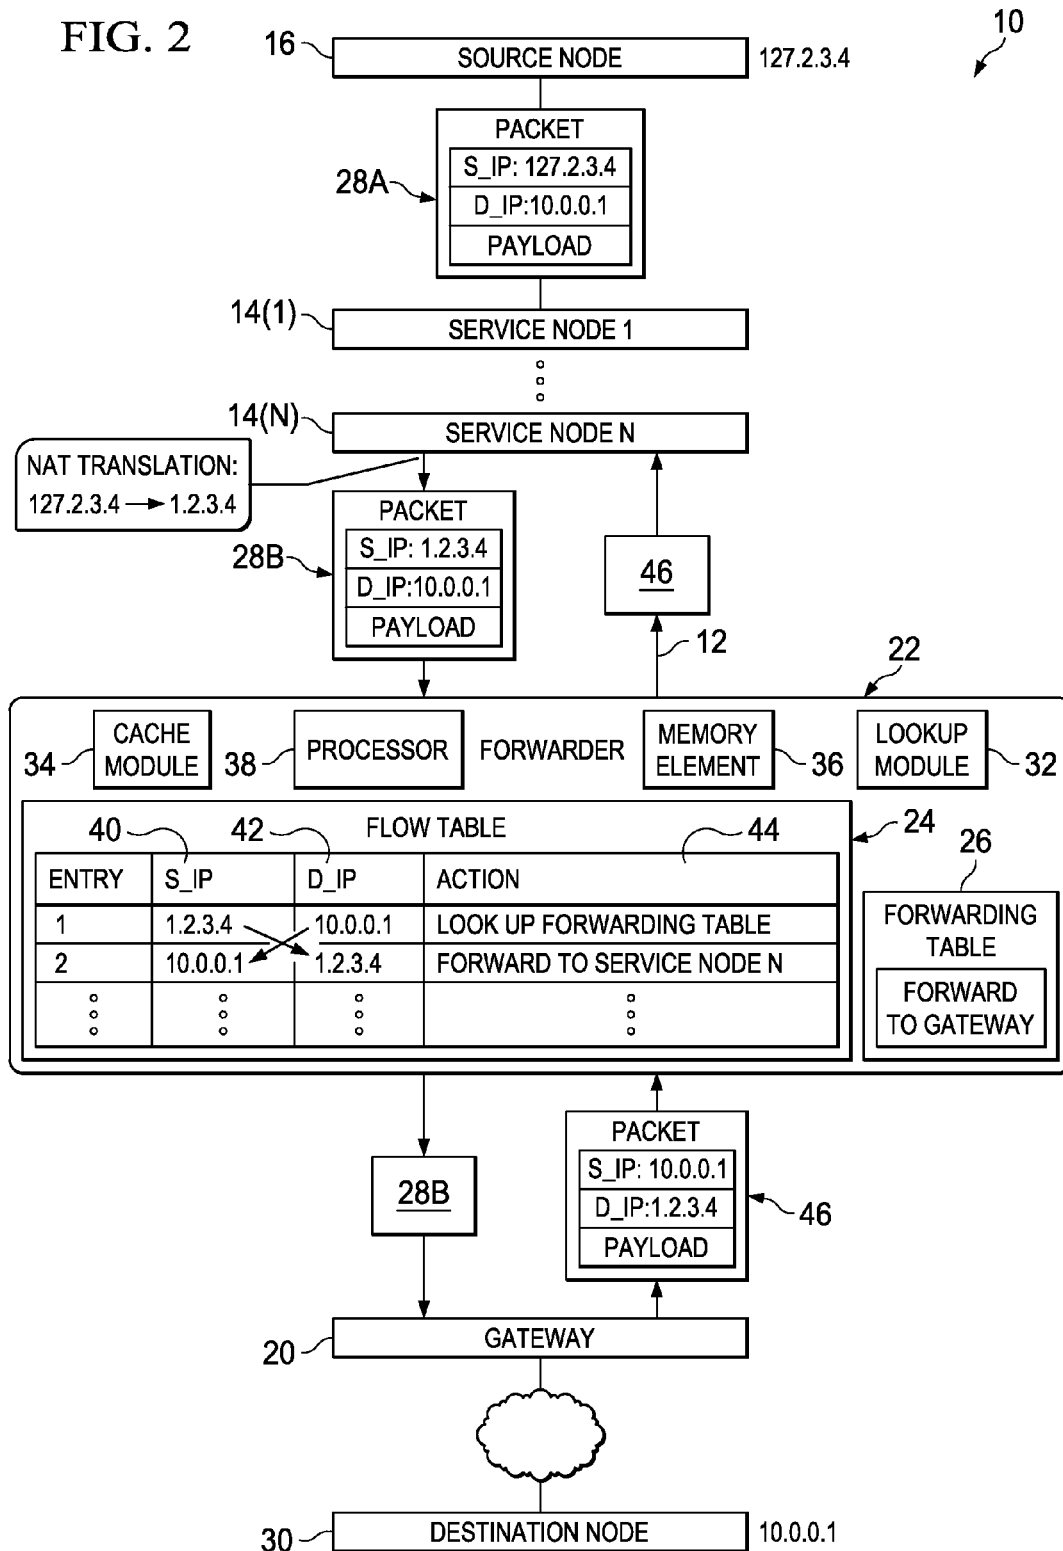 FIG. 2
10
16
SOURCE NODE
127.2.3.4
PACKET
S_IP: 127.2.3.4
D_IP:10.0.0.1
PAYLOAD
28A
14(1)
SERVICE NODE 1
14(N)
SERVICE NODE N
NAT TRANSLATION:
127.2.3.4 → 1.2.3.4
PACKET
S_IP: 1.2.3.4
D_IP:10.0.0.1
PAYLOAD
28B
46
12
22
34
CACHE
MODULE
38
PROCESSOR
FORWARDER
MEMORY
ELEMENT
36
LOOKUP
MODULE
32
FLOW TABLE
40
42
44
24
ENTRY S_IP D_IP ACTION
1 1.2.3.4 10.0.0.1 LOOK UP FORWARDING TABLE
2 10.0.0.1 1.2.3.4 FORWARD TO SERVICE NODE N
26
FORWARDING
TABLE
FORWARD
TO GATEWAY
28B
PACKET
S_IP: 10.0.0.1
D_IP:1.2.3.4
PAYLOAD
46
20
GATEWAY
30
DESTINATION NODE
10.0.0.1